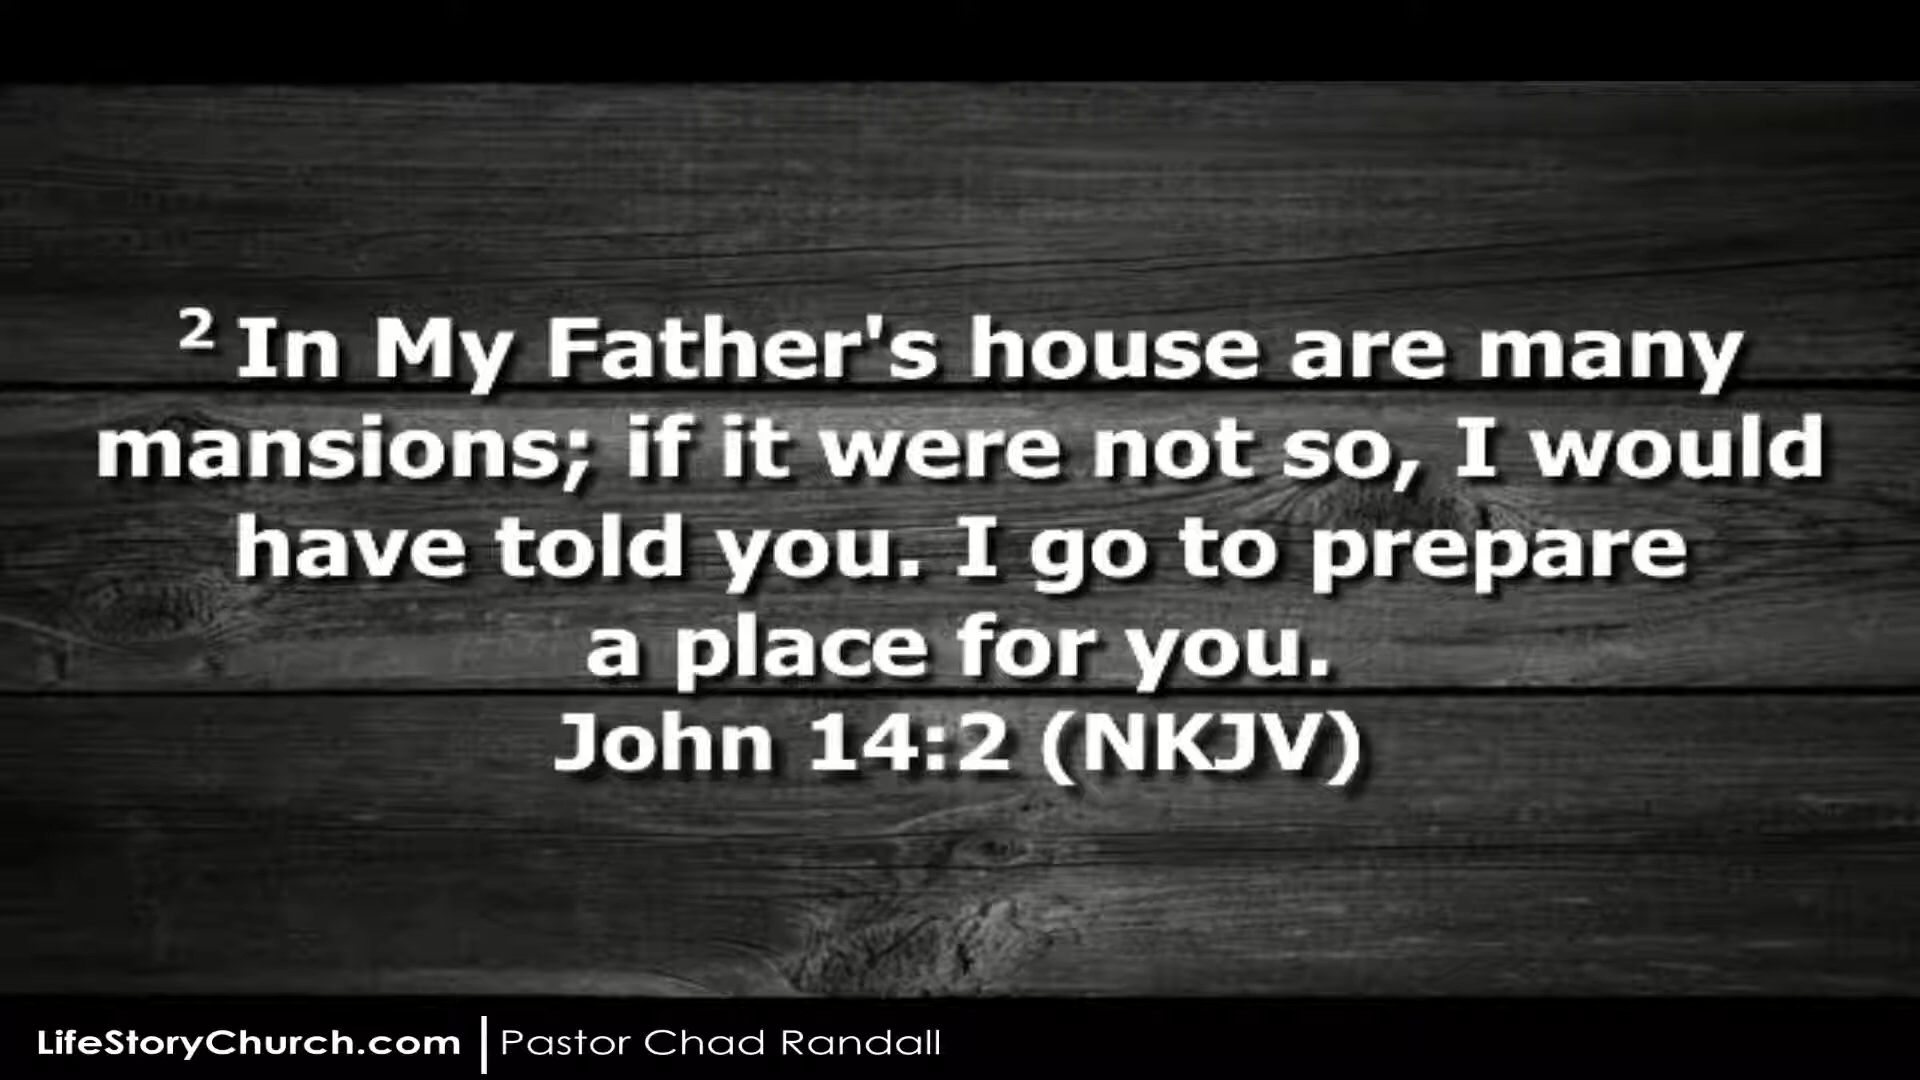 2 In My Father's house are many
mansions; if it were not so, I would
have told you. I go to prepare
a place for you.
John 14:2 (NKJV)
LifeStoryChurch.com | Pastor Chad Randall